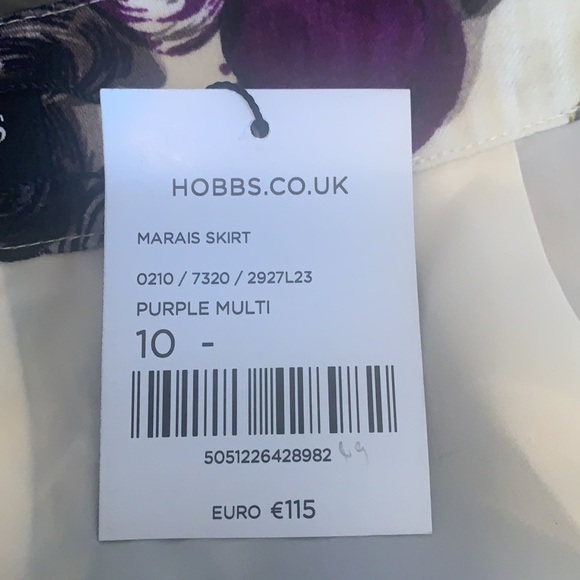 S
HOBBS.CO.UK
MARAIS SKIRT
0210 / 7320 / 2927L23
PURPLE MULTI
10 -
5051226428982
EURO €115